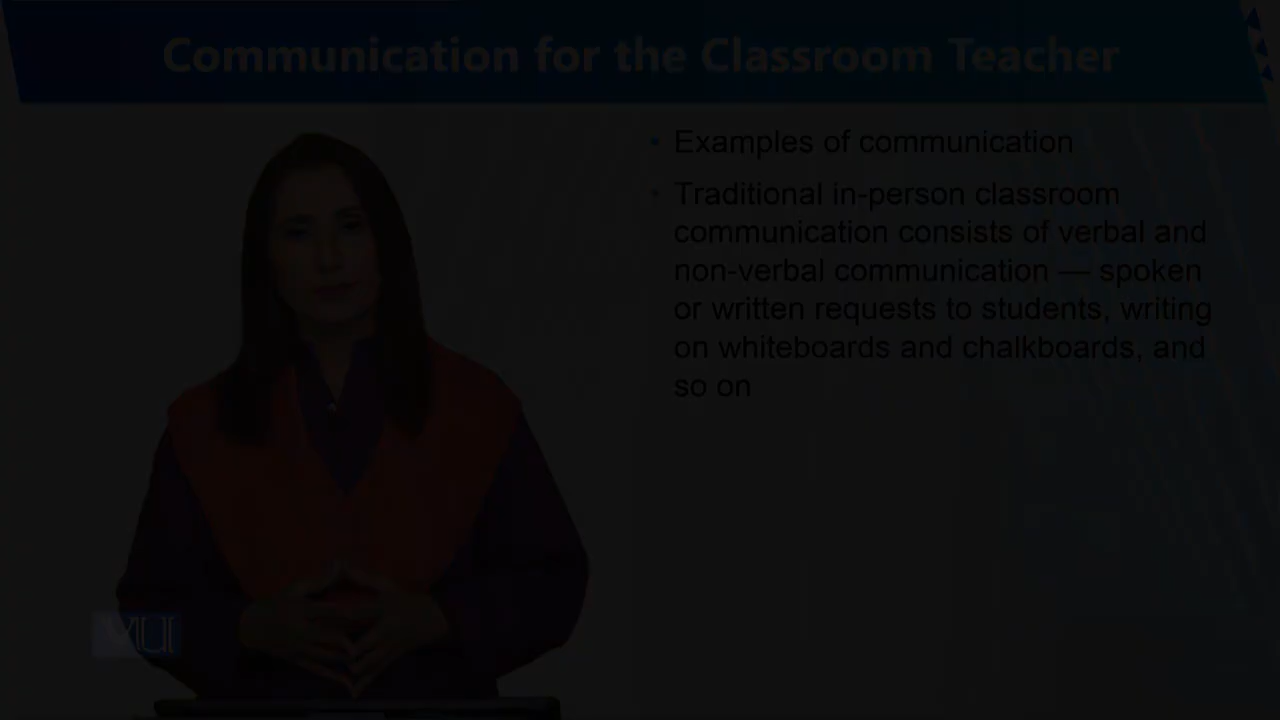 Communication for the Classroom Teacher
• Examples of communication
• Traditional in-person classroom
communication consists of verbal and
non-verbal communication — spoken
or written requests to students, writing
on whiteboards and chalkboards, and
so on
VU